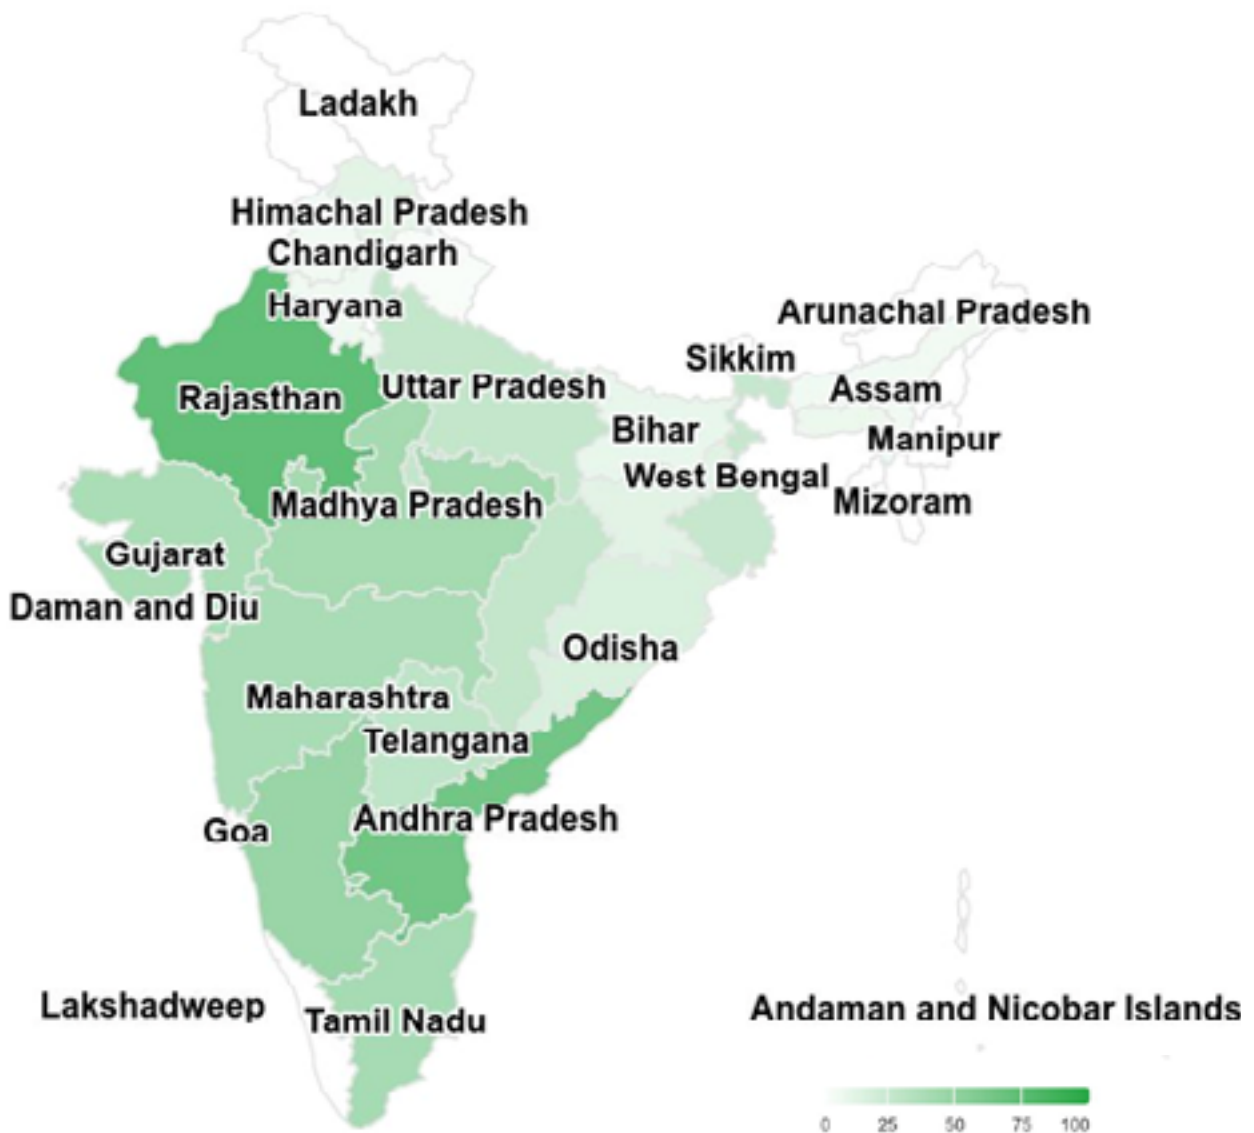 Ladakh
Himachal Pradesh
Chandigarh
Haryana
Arunachal Pradesh
Sikkim
Rajasthan
Uttar Pradesh
Assam
Bihar
Manipur
West Bengal
Madhya Pradesh
Mizoram
Gujarat
Daman and Diu
Odisha
Maharashtra
Telangana
Goa
Andhra Pradesh
Lakshadweep
Tamil Nadu
Andaman and Nicobar Islands
0 25 50 75 100